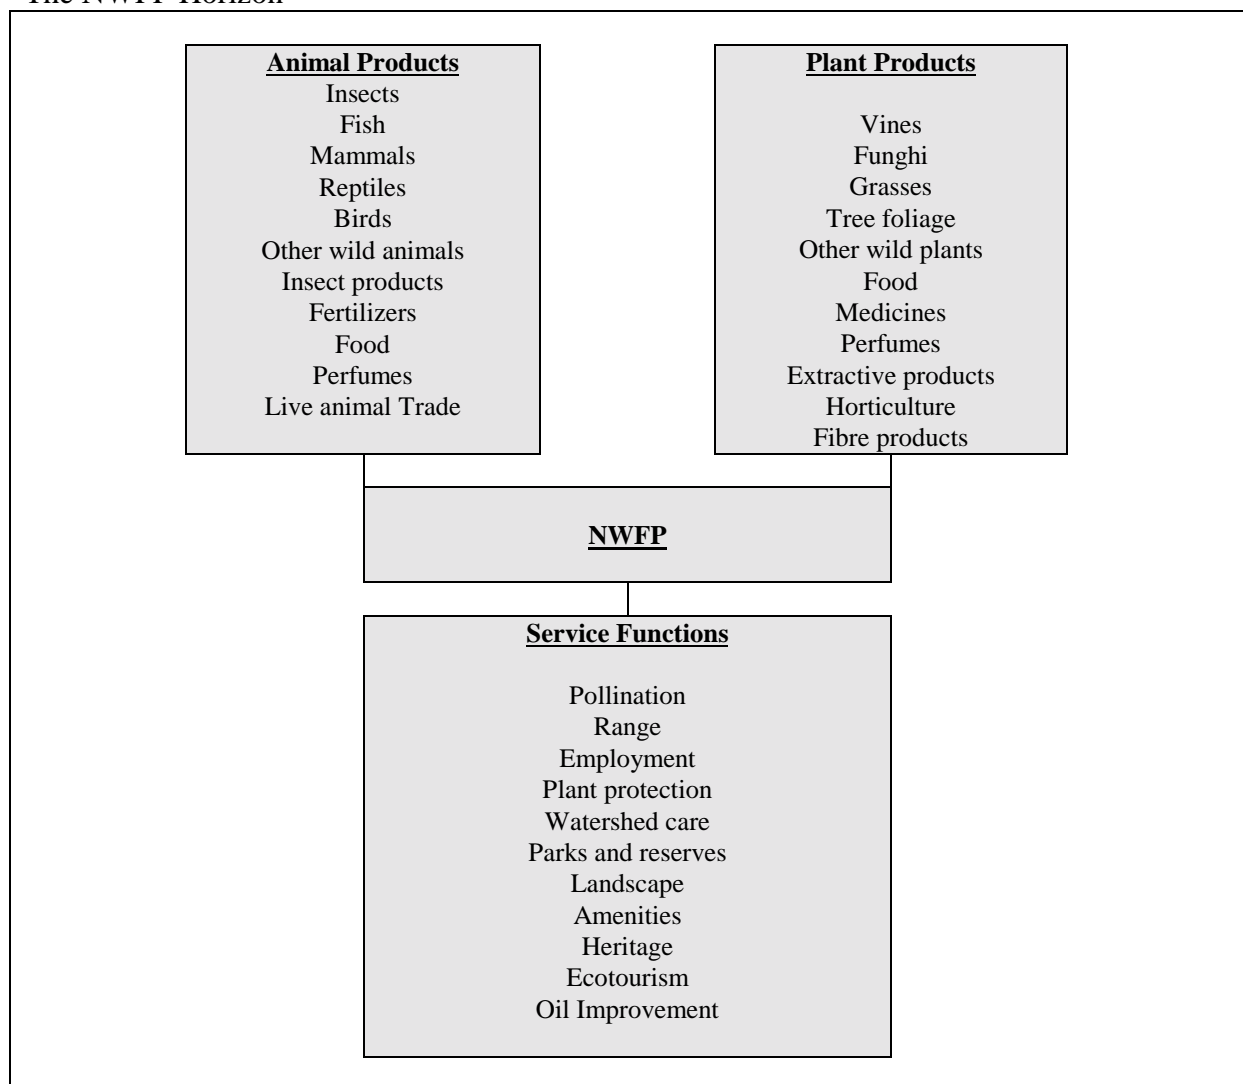 The NWFP Horizon
Animal Products
Insects
Fish
Mammals
Reptiles
Birds
Other wild animals
Insect products
Fertilizers
Food
Perfumes
Live animal Trade
Plant Products
Vines
Funghi
Grasses
Tree foliage
Other wild plants
Food
Medicines
Perfumes
Extractive products
Horticulture
Fibre products
NWFP
Service Functions
Pollination
Range
Employment
Plant protection
Watershed care
Parks and reserves
Landscape
Amenities
Heritage
Ecotourism
Oil Improvement